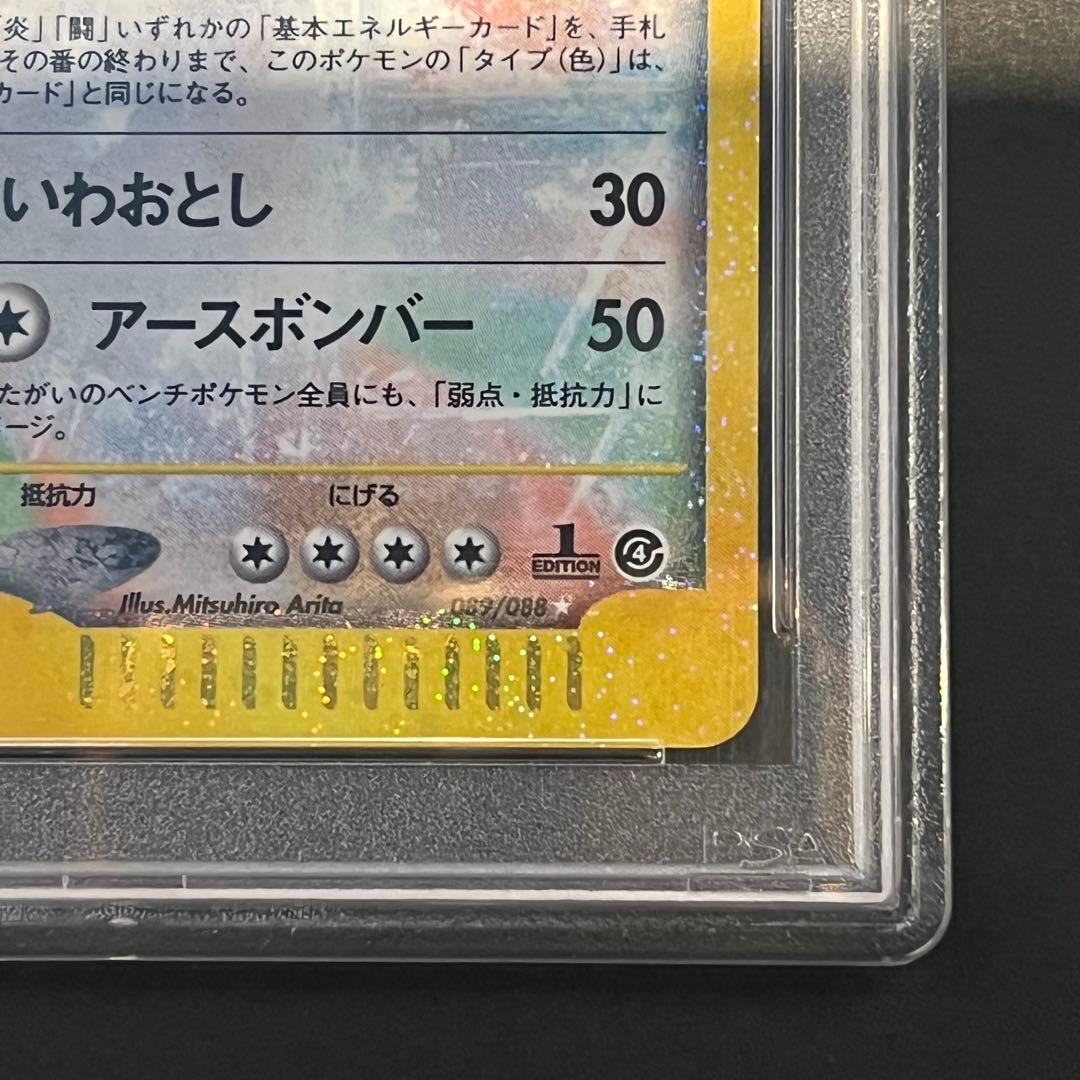 炎」「闘」いずれかの「基本エネルギーカード」を、手札
その番の終わりまで、このポケモンの「タイプ(色)」は、
カード」と同じになる。
いわおとし 30
アースボンバー 50
たがいのベンチポケモン全員にも、「弱点・抵抗力」に
ージ。
抵抗力 にげる
1
EDITION
4
Illus.Mitsuhiro Arita 089/088
PSA